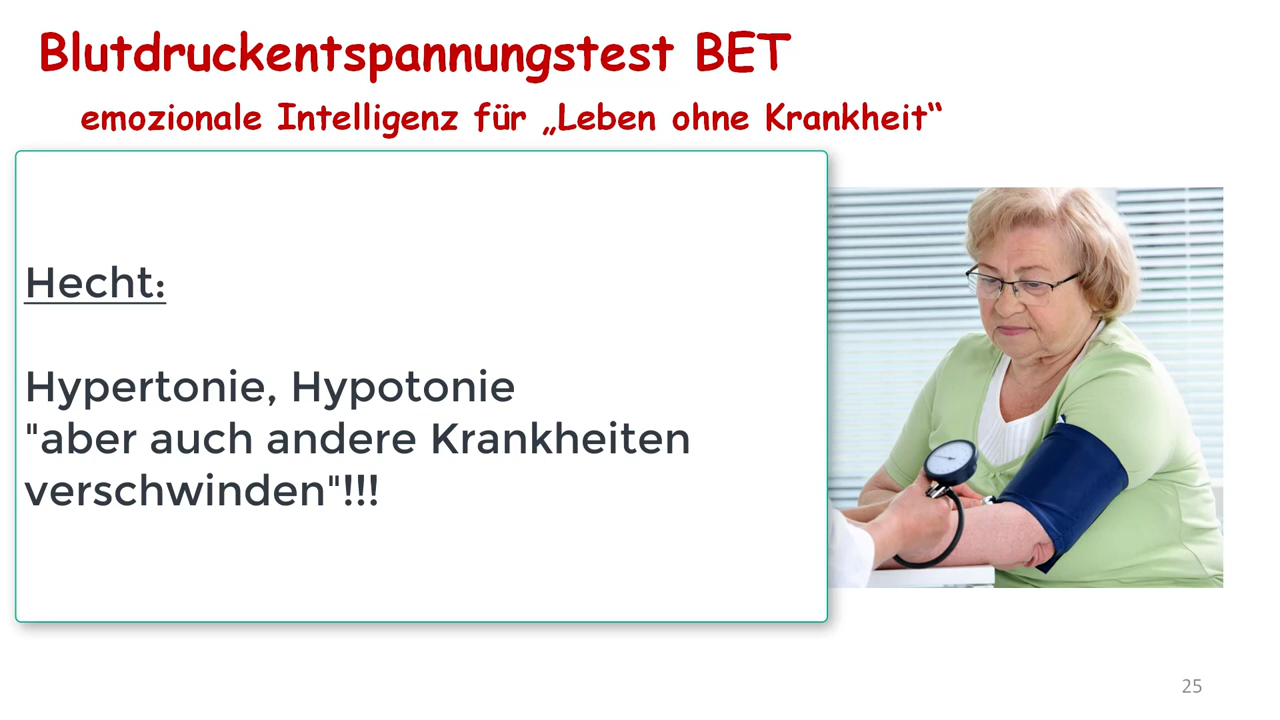 Blutdruckentspannungstest BET
emozionale Intelligenz für „Leben ohne Krankheit“
Hecht:
Hypertonie, Hypotonie
"aber auch andere Krankheiten
verschwinden"!!!
25